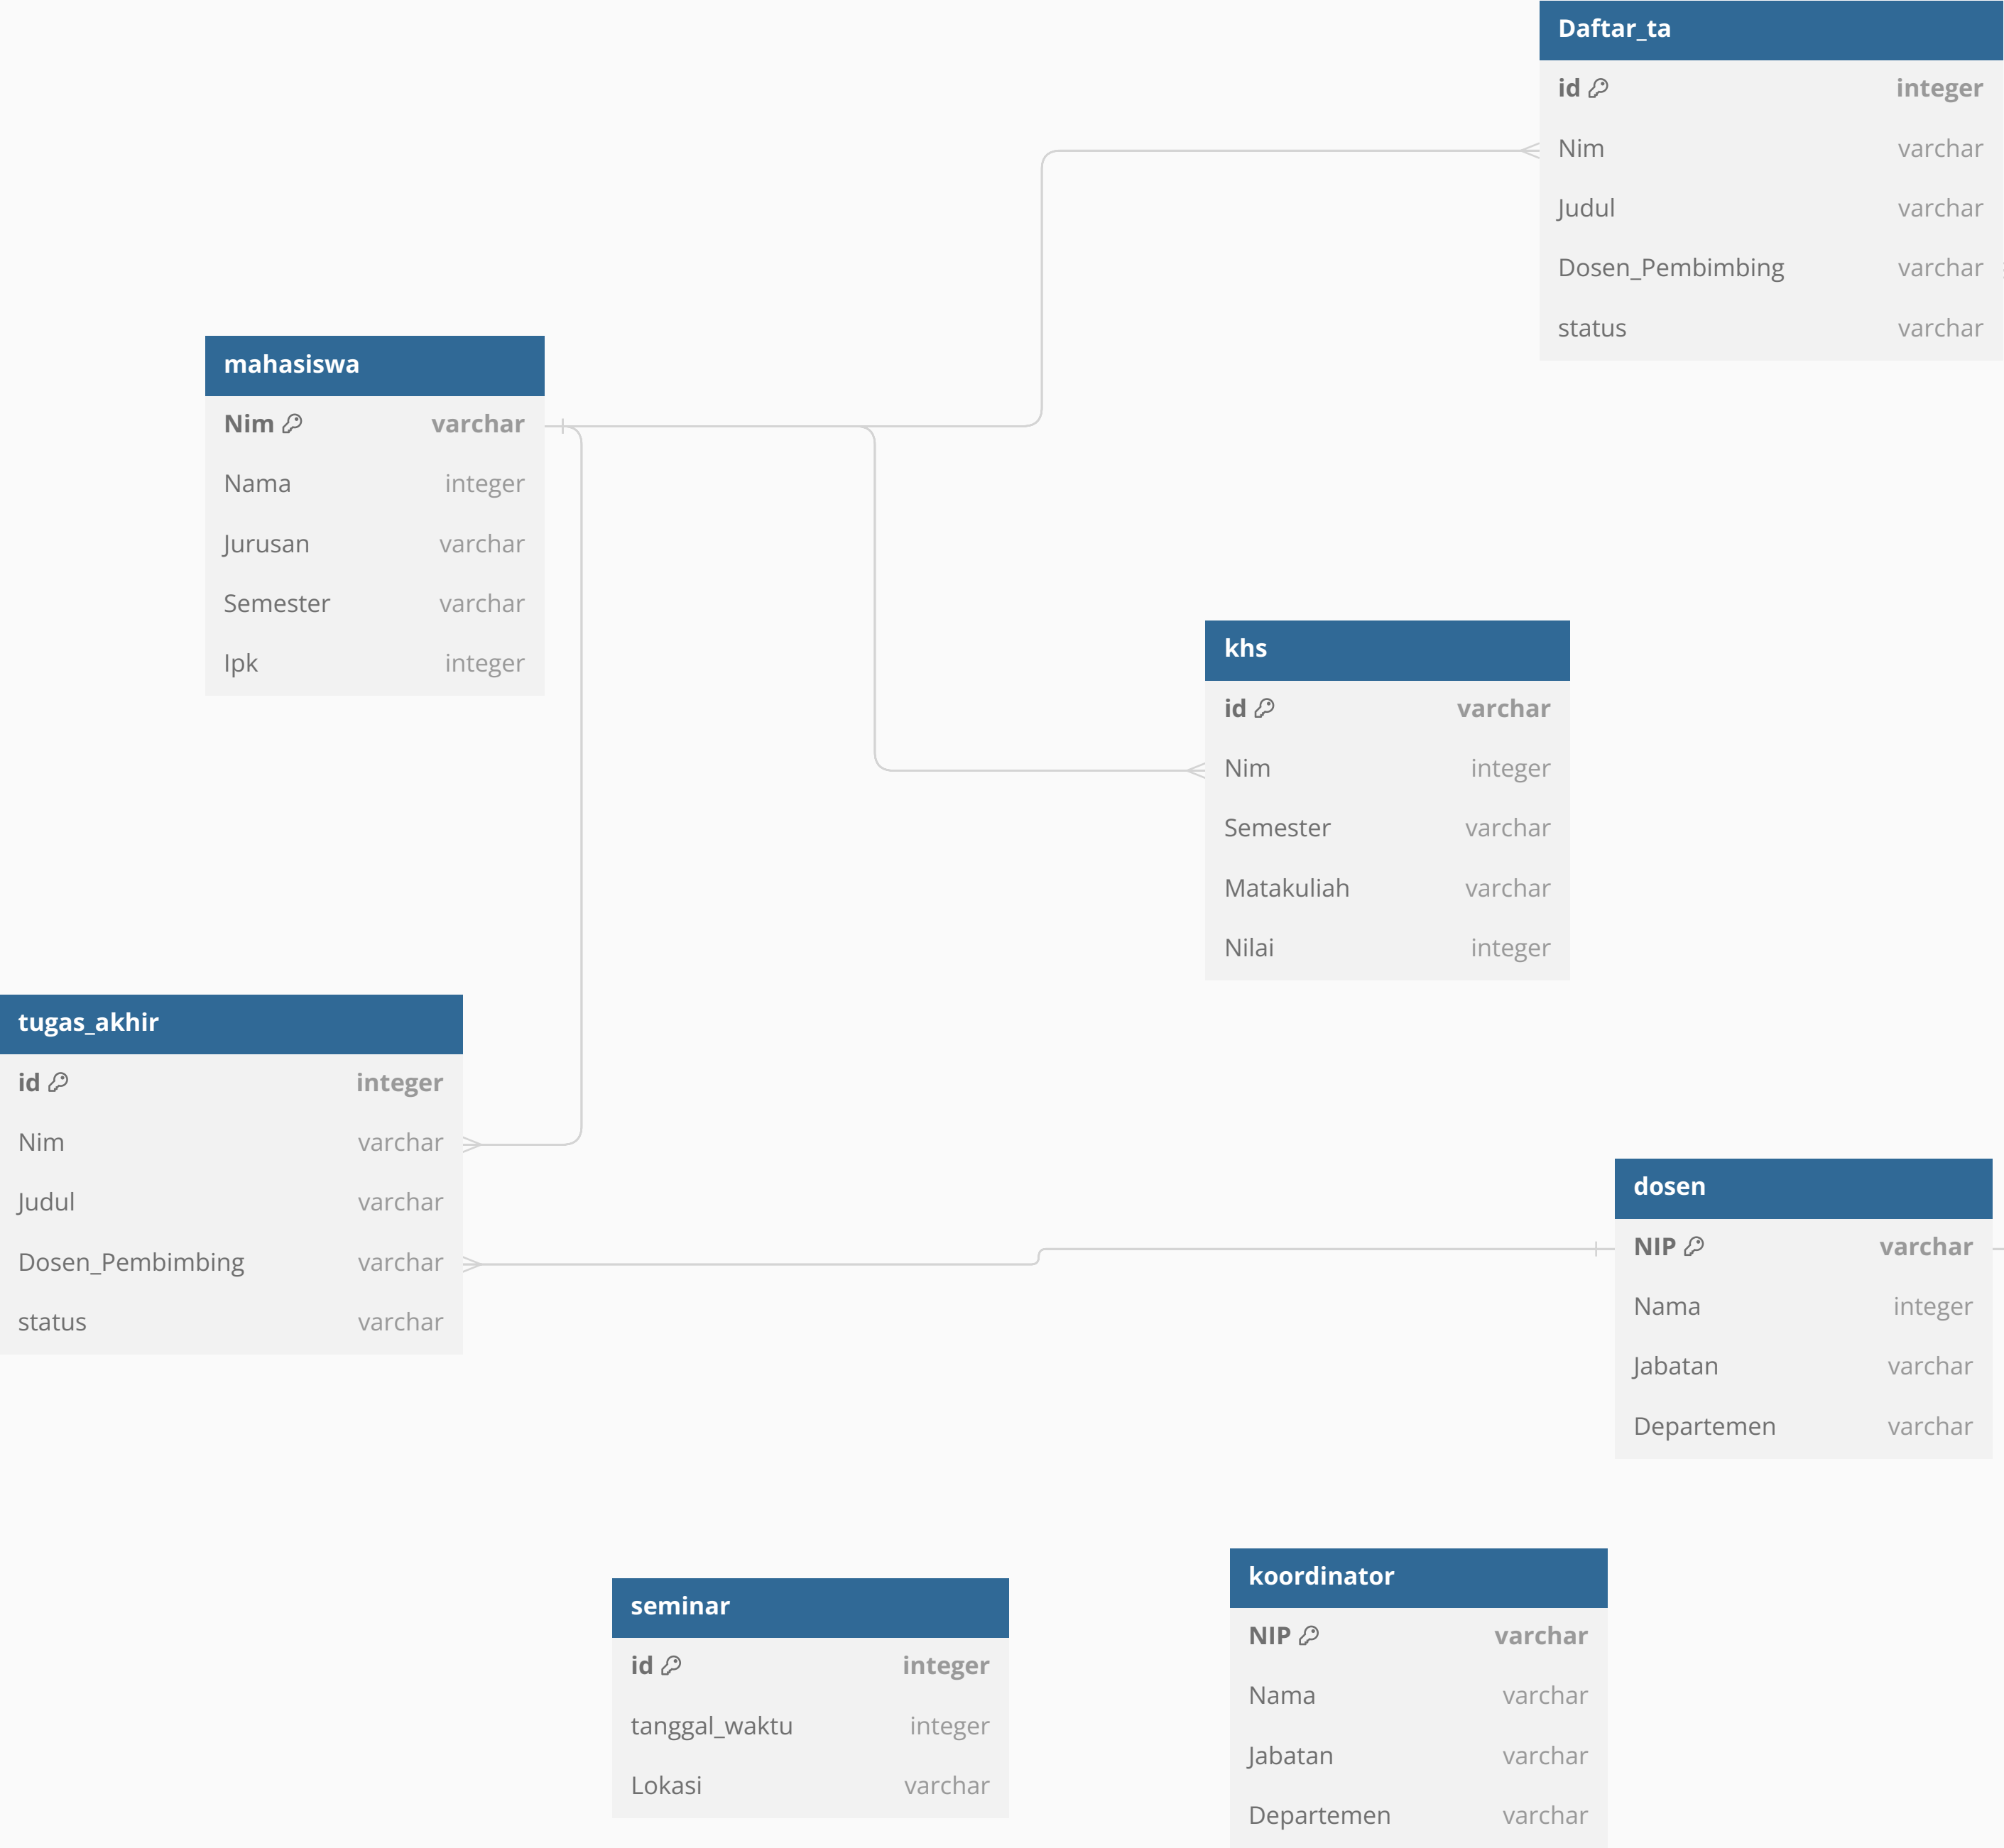 Daftar_ta
id integer
Nim varchar
Judul varchar
Dosen_Pembimbing varchar
status varchar
mahasiswa
Nim varchar
Nama integer
Jurusan varchar
Semester varchar
Ipk integer
khs
id varchar
Nim integer
Semester varchar
Matakuliah varchar
Nilai integer
tugas_akhir
id integer
Nim varchar
Judul varchar
Dosen_Pembimbing varchar
status varchar
dosen
NIP varchar
Nama integer
Jabatan varchar
Departemen varchar
seminar
id integer
tanggal_waktu integer
Lokasi varchar
koordinator
NIP varchar
Nama varchar
Jabatan varchar
Departemen varchar